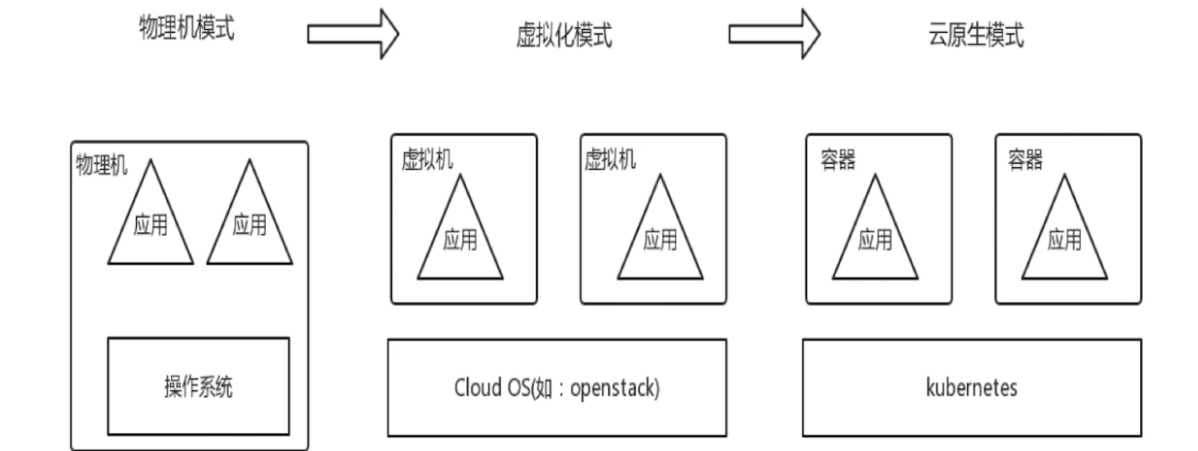 物理机模式
虚拟化模式
云原生模式
物理机
应用
应用
操作系统
虚拟机
应用
虚拟机
应用
Cloud OS(如：openstack)
容器
应用
容器
应用
kubernetes